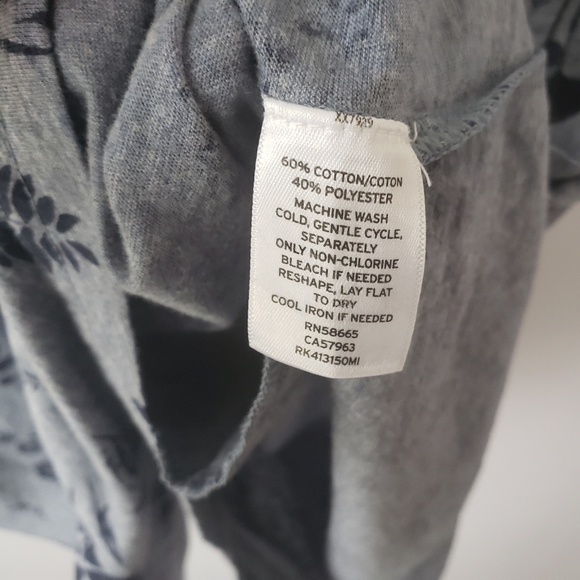 XX7929
60% COTTON/COTON
40% POLYESTER
MACHINE WASH
COLD, GENTLE CYCLE,
SEPARATELY
ONLY NON-CHLORINE
BLEACH IF NEEDED
RESHAPE, LAY FLAT
TO DRY
COOL IRON IF NEEDED
RN58665
CA57963
RK413150MI